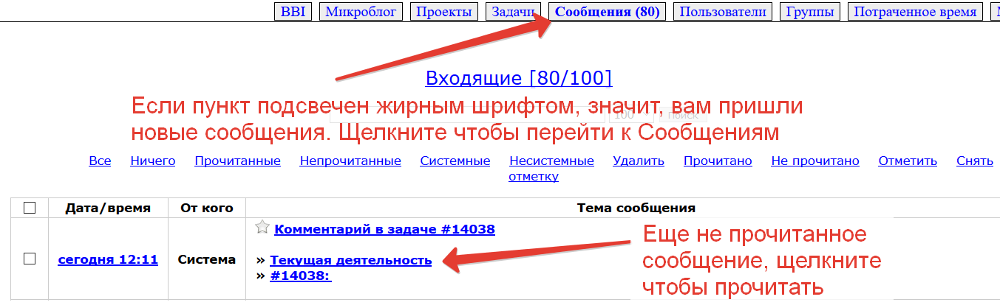 BBI Микроблог Проекты Задачи Сообщения (80) Пользователи Группы Потраченное время
Входящие [80/100]
Если пункт подсвечен жирным шрифтом, значит, вам пришли
100 Поиск
новые сообщения. Щелкните чтобы перейти к Сообщениям
Все Ничего Прочитанные Непрочитанные Системные Несистемные Удалить Прочитано Не прочитано Отметить Снять
отметку
Дата/время От кого Тема сообщения
Комментарий в задаче #14038
сегодня 12:11 Система » Текущая деятельность
» #14038:
Еще не прочитанное
сообщение, щелкните
чтобы прочитать